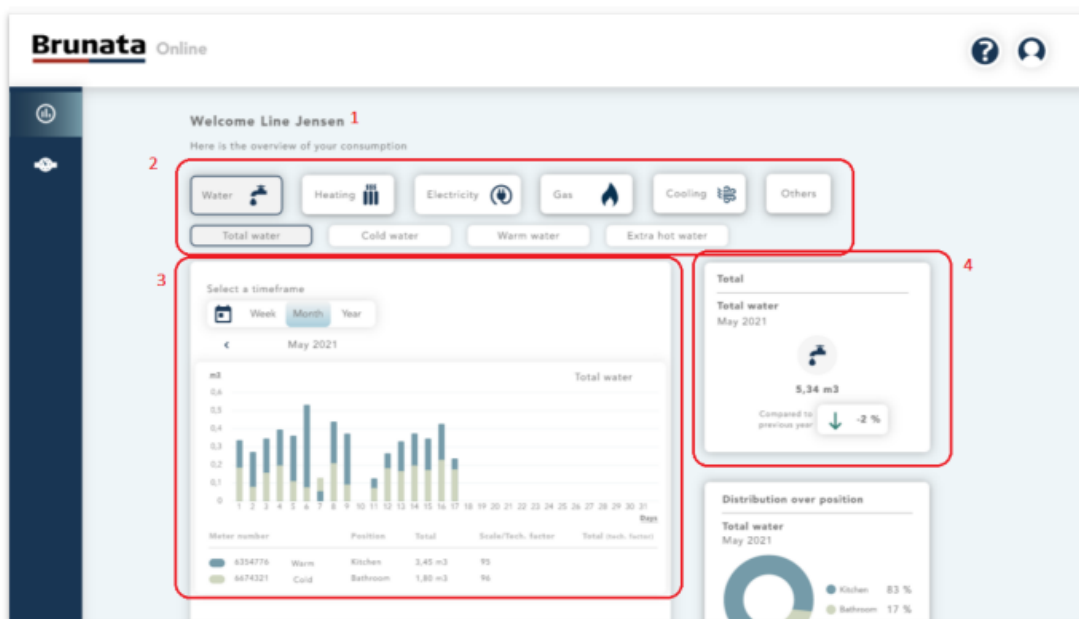 Brunata Online
Welcome Line Jensen 1
Here is the overview of your consumption
2
Water Heating Electricity Gas Cooling Others
Total water Cold water Warm water Extra hot water
3
Select a timeframe
Week Month Year
May 2021
m3 Total water
0,6
0,5
0,4
0,3
0,2
0,1
0
1 2 3 4 5 6 7 8 9 10 11 12 13 14 15 16 17 18 19 20 21 22 23 24 25 26 27 28 29 30 31
Days
Meter number Position Total Scale/Tech. factor Total (tech. factor)
6354776 Warm Kitchen 3,45 m3 95
6674321 Cold Bathroom 1,80 m3 96
4
Total
Total water
May 2021
5,34 m3
Compared to
previous year
-2 %
Distribution over position
Total water
May 2021
Kitchen 83 %
Bathroom 17 %